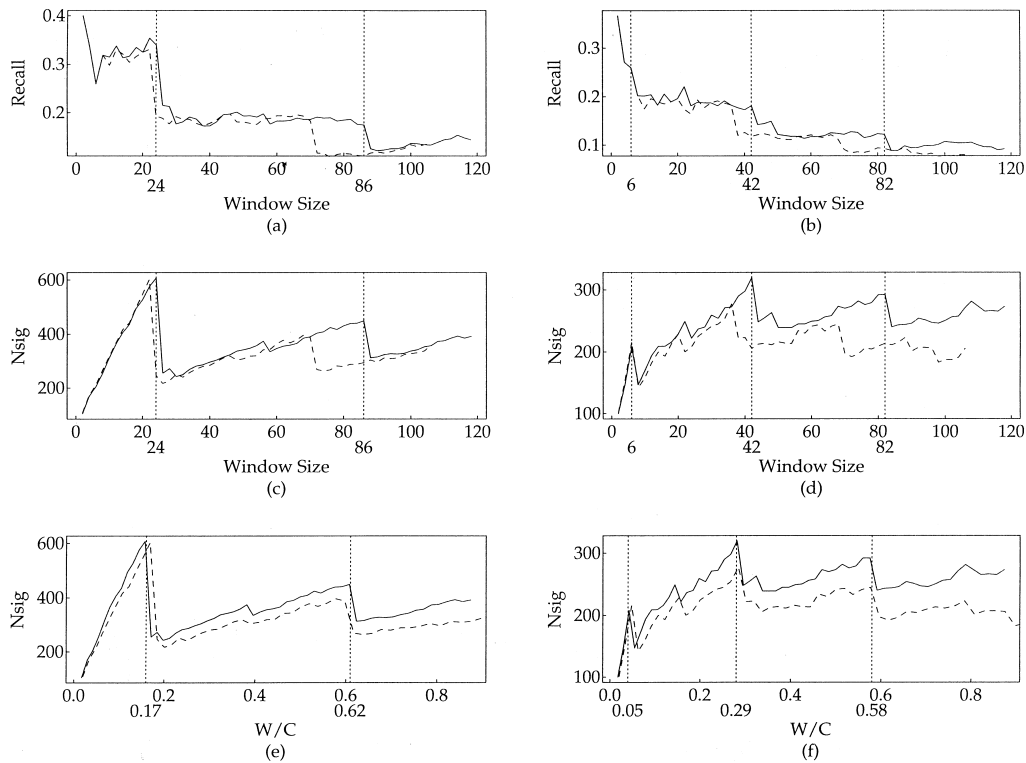 Recall
0.4
0.3
0.2
0 20 40 60 80 100 120
24 86
Window Size
(a)
Recall
0.3
0.2
0.1
0 20 40 60 80 100 120
6 42 82
Window Size
(b)
Nsig
600
400
200
0 20 40 60 80 100 120
24 86
Window Size
(c)
Nsig
300
200
100
0 20 40 60 80 100 120
6 42 82
Window Size
(d)
Nsig
600
400
200
0.0 0.2 0.4 0.6 0.8
0.17 0.62
W/C
(e)
Nsig
300
200
100
0.0 0.2 0.4 0.6 0.8
0.05 0.29 0.58
W/C
(f)